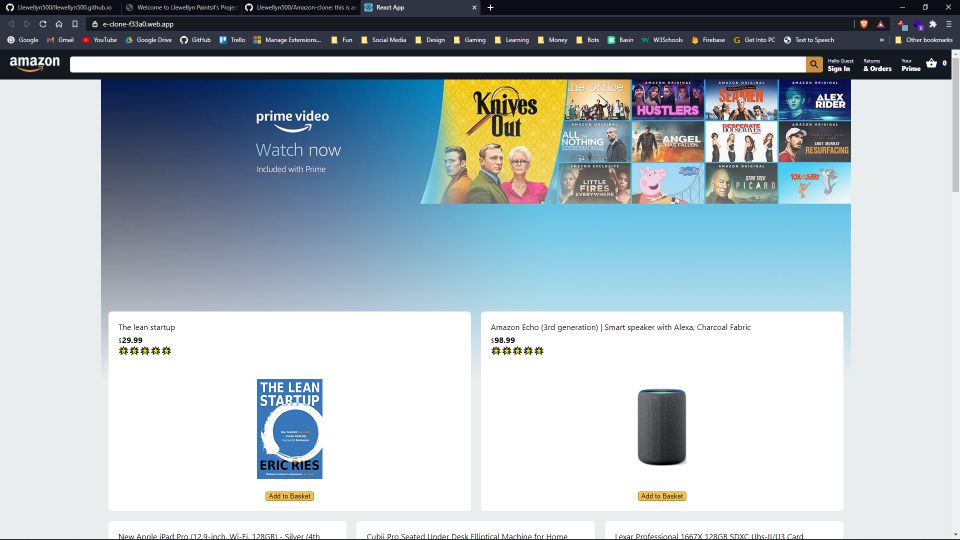 Llewellyn500/llewellyn500.github.io
Welcome to Llewellyn Paintsil's Projec
Llewellyn500/Amazon-clone: this is a
React App
e-clone-f33a0.web.app
Google
Gmail
YouTube
Google Drive
GitHub
Trello
Manage Extensions...
Fun
Social Media
Design
Gaming
Learning
Money
Bots
Basin
W3Schools
Firebase
Get Into PC
Text to Speech
»
Other bookmarks
amazon
Hello Guest
Sign In
Returns
& Orders
Your
Prime
0
prime video
Watch now
Included with Prime
Knives
Out
the office
AMAZON ORIGINAL
HUSTLERS
AMAZON ORIGINAL
SEAMEN
AMAZON ORIGINAL
ALEX
RIDER
AMAZON ORIGINAL
ALL OR
NOTHING
ANGEL
HAS FALLEN
DESPERATE
HOUSEWIVES
AMAZON ORIGINAL
ANDY MURRAY
RESURFACING
AMAZON EXCLUSIVE
LITTLE
FIRES
EVERYWHERE
Peppa Pig
STAR TREK
PICARD
TOM AND JERRY
The lean startup
$29.99
THE LEAN
STARTUP
ERIC RIES
Add to Basket
Amazon Echo (3rd generation) | Smart speaker with Alexa, Charcoal Fabric
$98.99
Add to Basket
New Apple iPad Pro (12.9-inch, Wi-Fi, 128GB) - Silver (4th
Cubii Pro Seated Under Desk Elliptical Machine for Home
Lexar Professional 1667X 128GB SDXC Uhs-II/U3 Card,